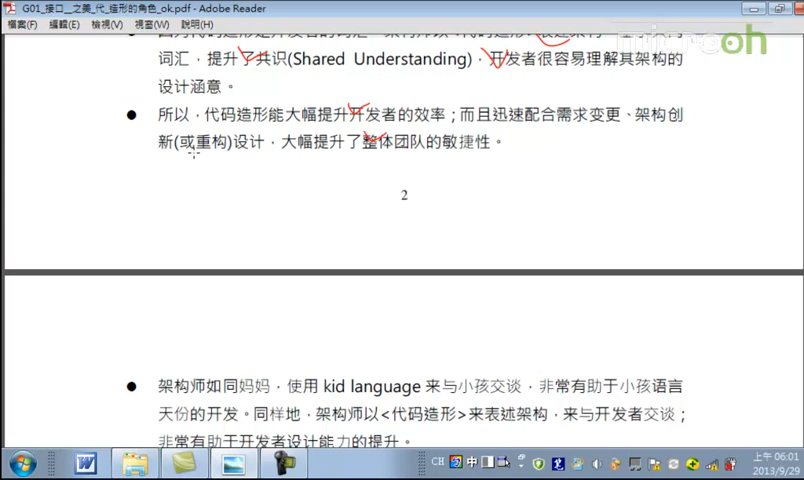 G01_接口__之美_代_造形的角色_ok.pdf - Adobe Reader
檔案(F) 編輯(E) 檢視(V) 視窗(W) 說明(H)
microoh
词汇，提升了共识(Shared Understanding)，开发者很容易理解其架构的
设计涵意。
● 所以，代码造形能大幅提升开发者的效率；而且迅速配合需求变更、架构创
新(或重构)设计，大幅提升了整体团队的敏捷性。
2
● 架构师如同妈妈，使用 kid language 来与小孩交谈，非常有助于小孩语言
天份的开发。同样地，架构师以<代码造形>来表述架构，来与开发者交谈；
非常有助于开发者设计能力的提升。
CH 中
上午 06:01
2013/9/29